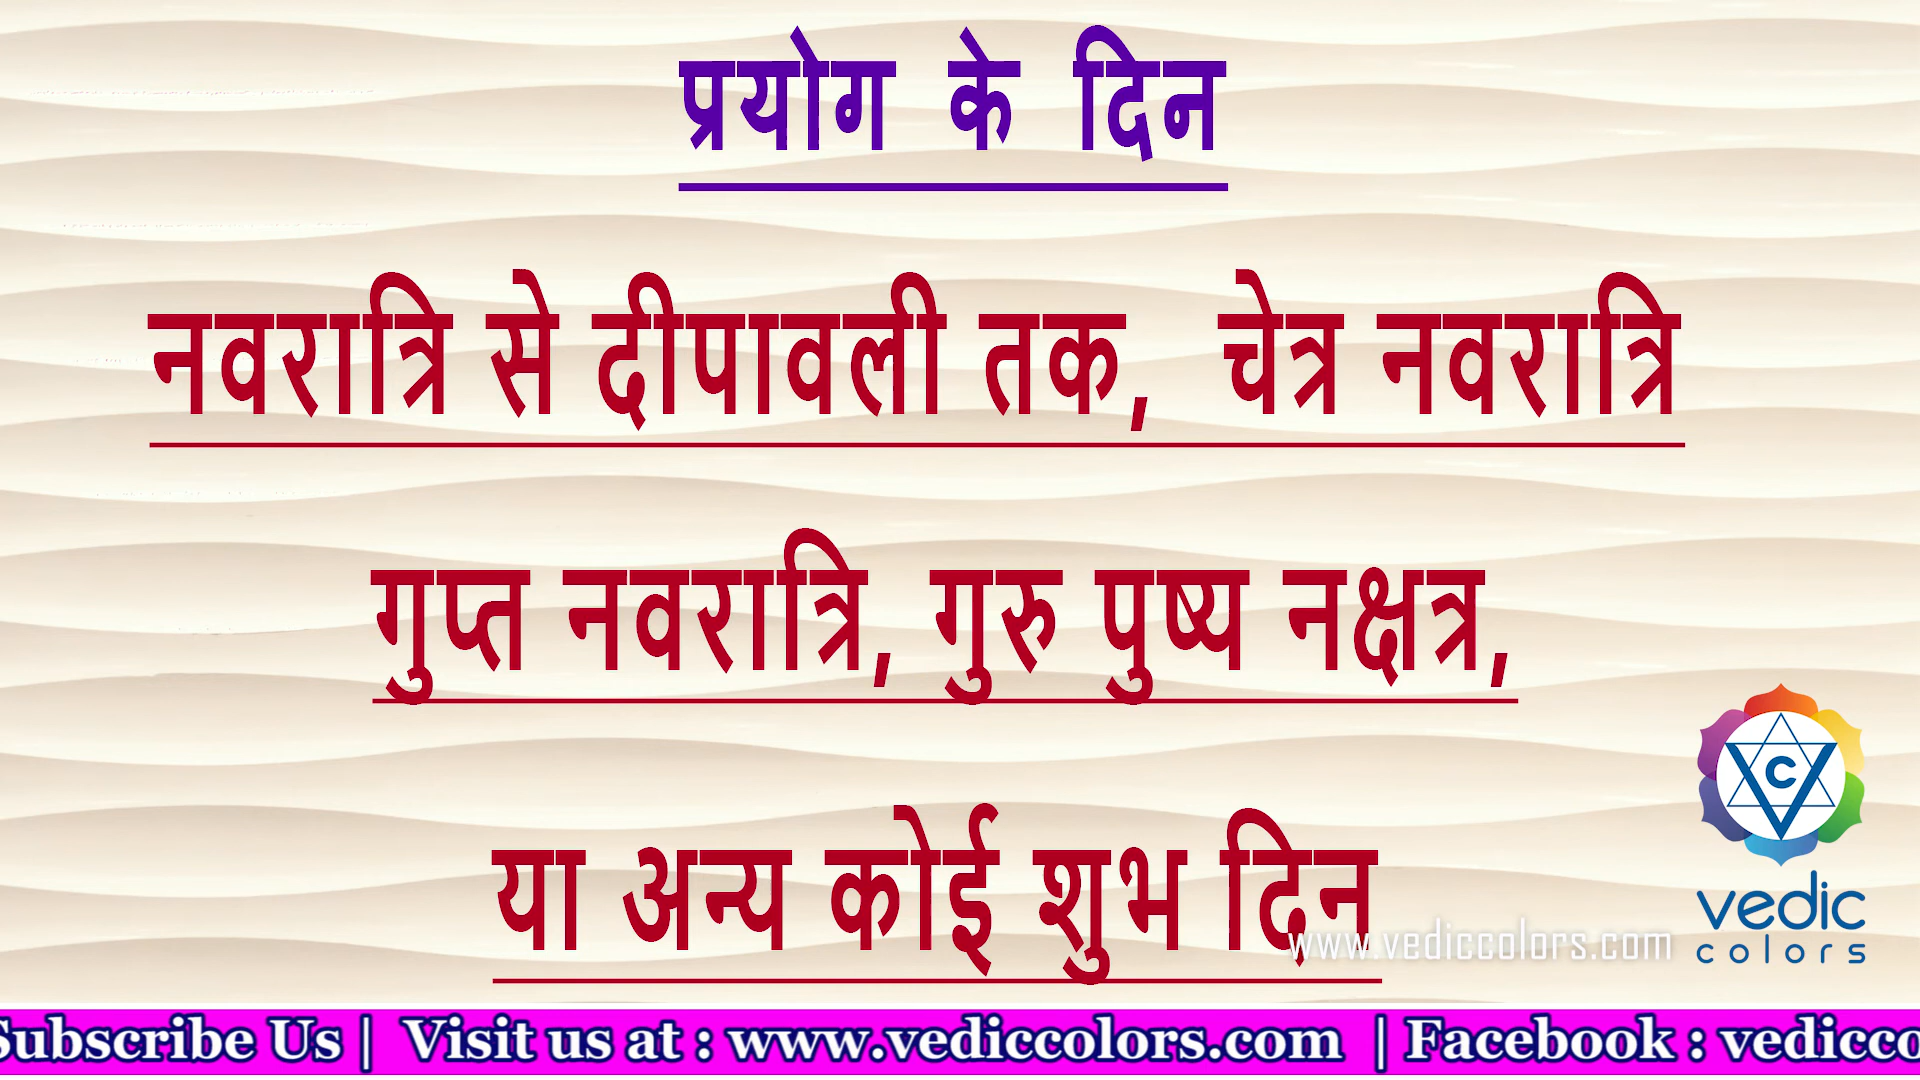 प्रयोग के दिन
नवरात्रि से दीपावली तक, चेत्र नवरात्रि
गुप्त नवरात्रि, गुरु पुष्य नक्षत्र,
या अन्य कोई शुभ दिन
www.vediccolors.com
C
vedic
colors
Subscribe Us | Visit us at : www.vediccolors.com | Facebook : vedicco